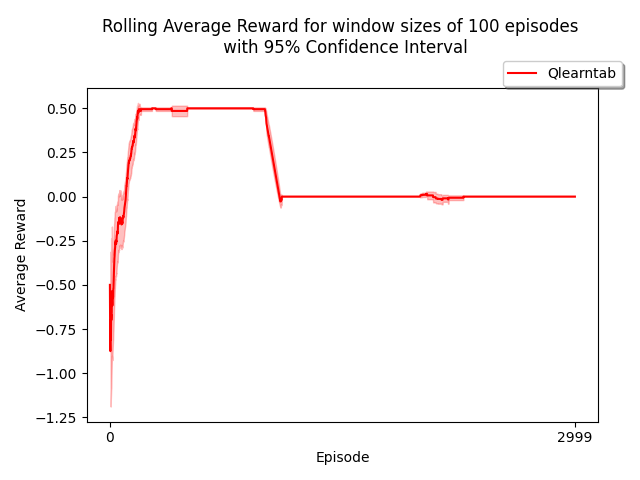 Rolling Average Reward for window sizes of 100 episodes
with 95% Confidence Interval
Qlearntab
0.50
0.25
0.00
−0.25
−0.50
−0.75
−1.00
−1.25
Average Reward
0
2999
Episode